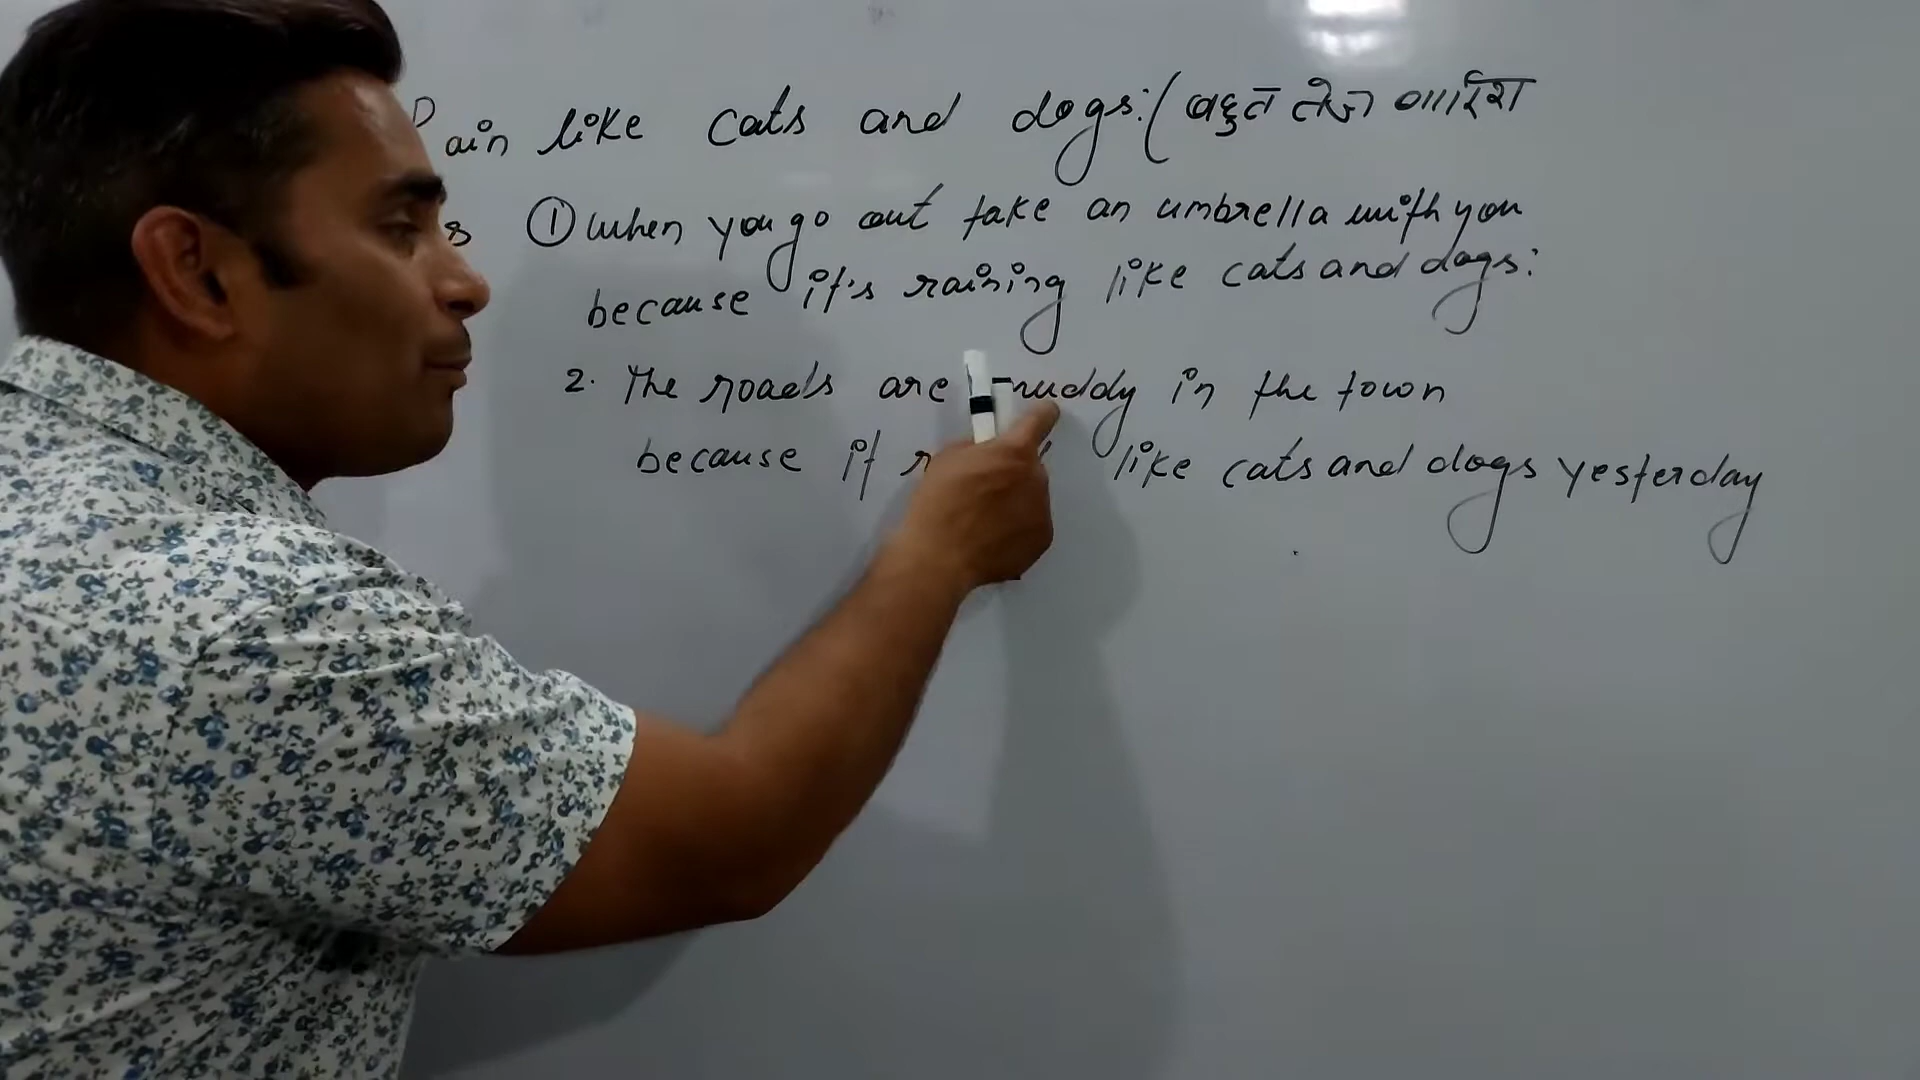 ain like cats and dogs: (बहुत तेज बारिश
① when you go out take an umbrella with you
because it's raining like cats and dogs:
2. The roads are muddy in the town
because it like cats and dogs yesterday